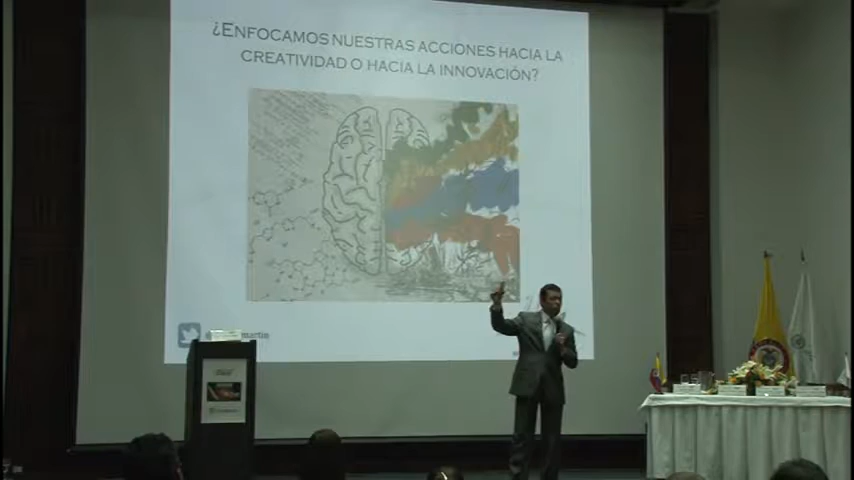 ¿ENFOCAMOS NUESTRAS ACCIONES HACIA LA
CREATIVIDAD O HACIA LA INNOVACIÓN?